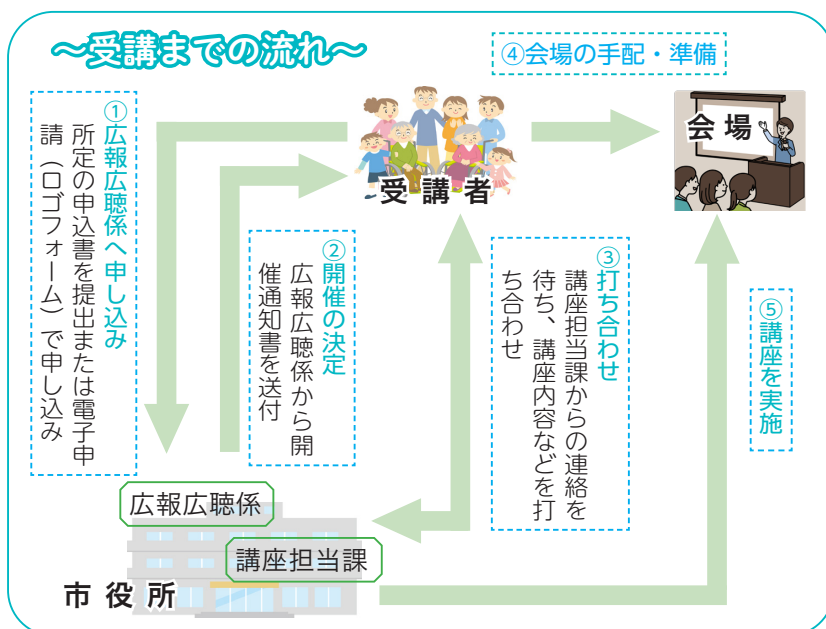 ～受講までの流れ～
④会場の手配・準備
会場
受講者
①広報広聴係へ申し込み
所定の申込書を提出または電子申
請（ロゴフォーム）で申し込み
②開催の決定
広報広聴係から開
催通知書を送付
③打ち合わせ
講座担当課からの連絡を
待ち、講座内容などを打
ち合わせ
⑤講座を実施
広報広聴係
講座担当課
市役所